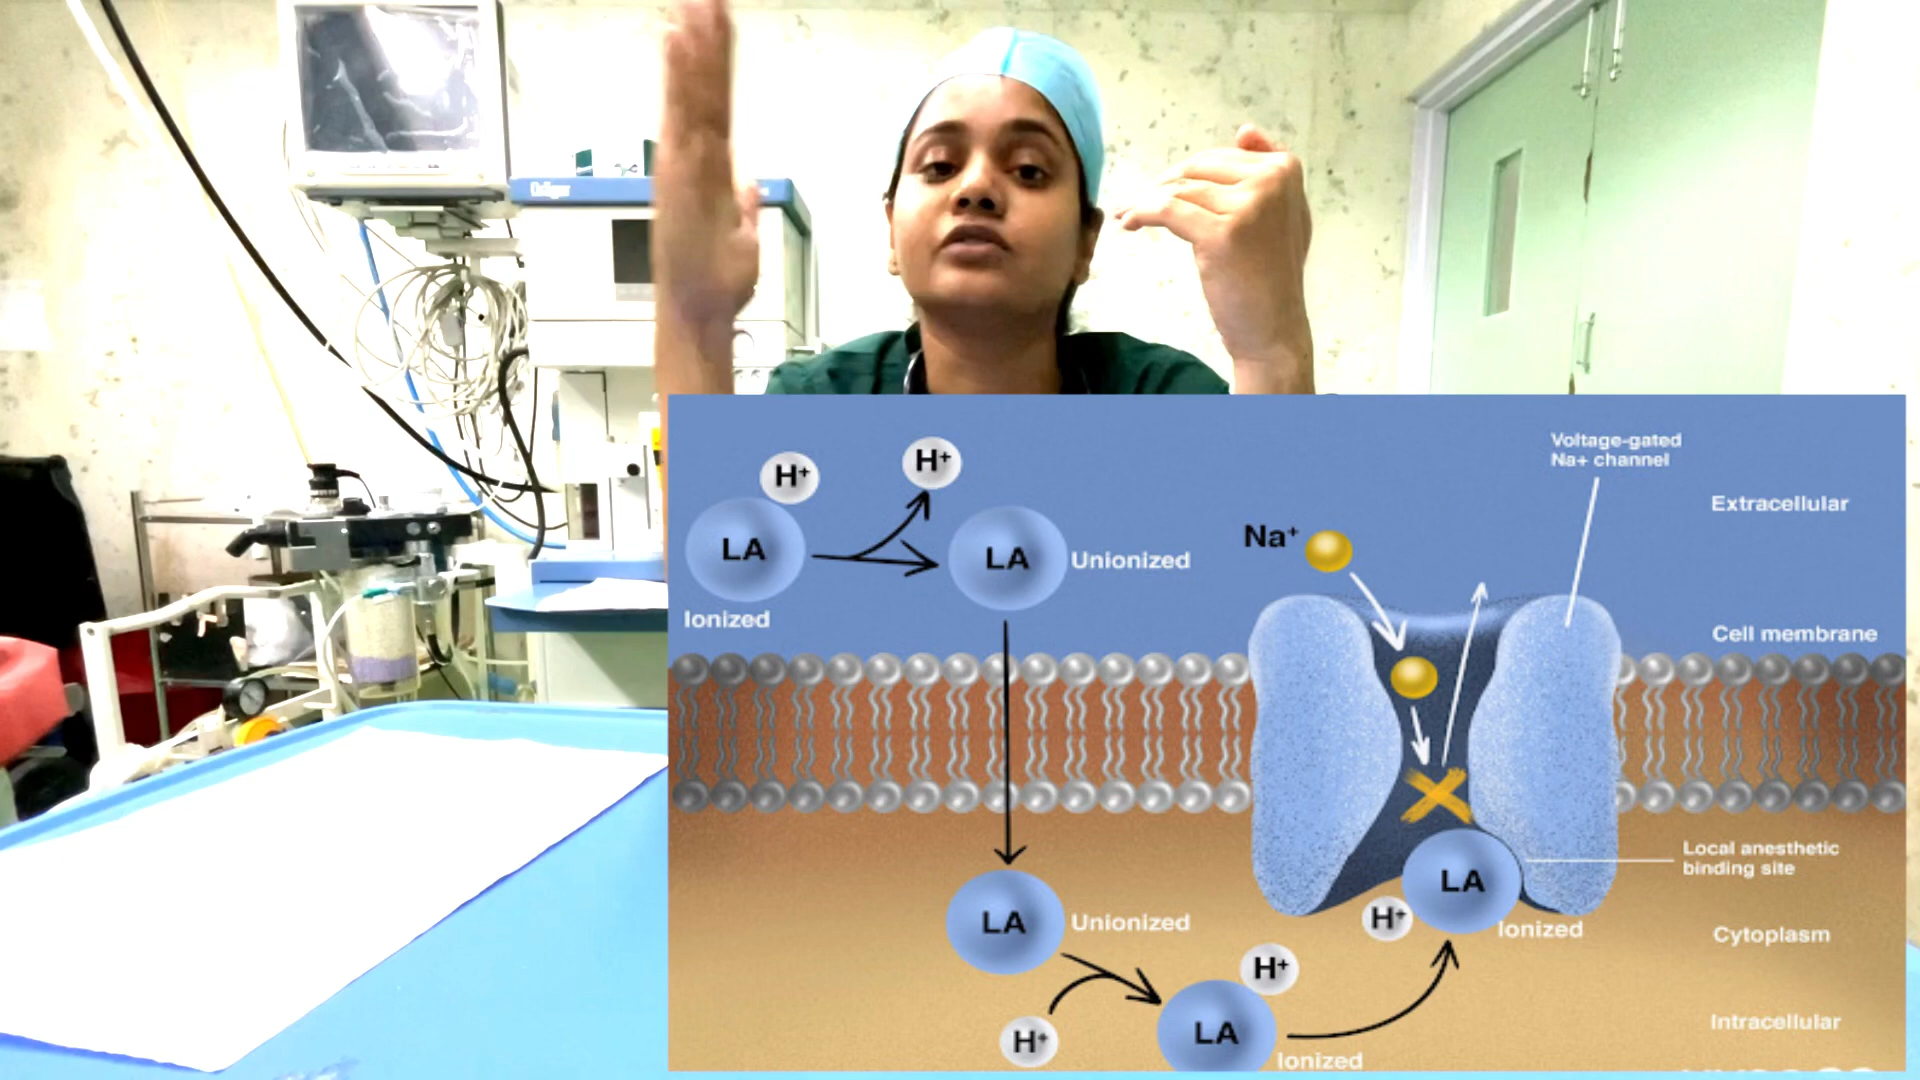 Dräger
H+
H+
LA
LA
Unionized
Ionized
Na+
Voltage-gated
Na+ channel
Extracellular
Cell membrane
LA
Unionized
H+
LA
Ionized
H+
H+
LA
Ionized
Local anesthetic
binding site
Cytoplasm
Intracellular